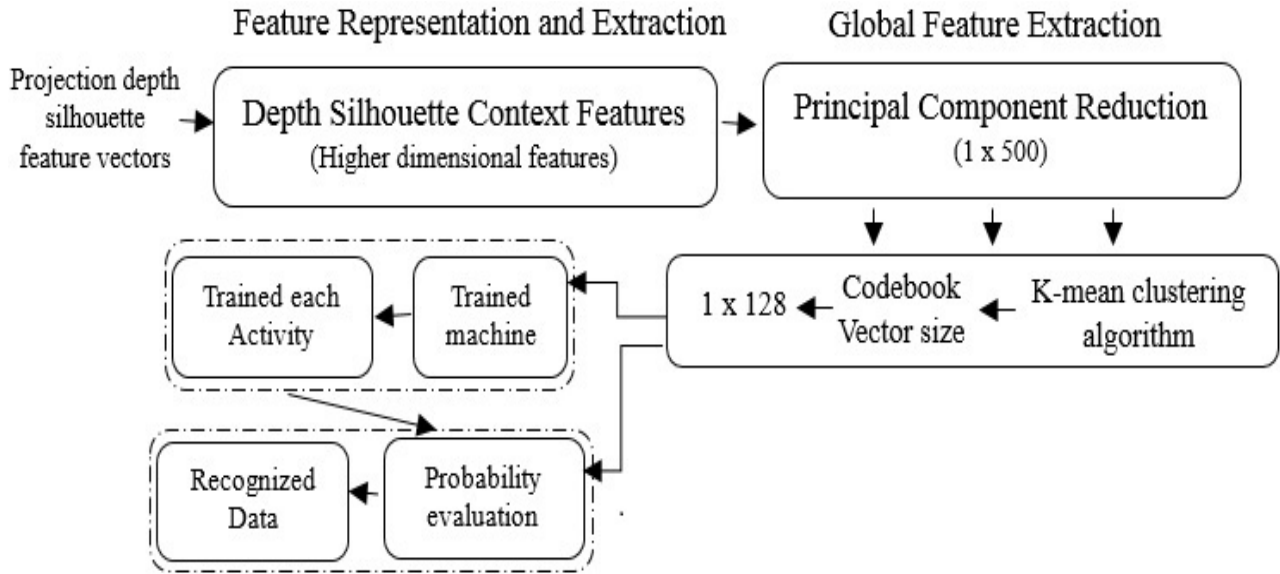 Feature Representation and Extraction
Global Feature Extraction
Projection depth
silhouette
feature vectors
Depth Silhouette Context Features
(Higher dimensional features)
Principal Component Reduction
(1 x 500)
Trained each
Activity
Trained
machine
1 x 128
Codebook
Vector size
K-mean clustering
algorithm
Recognized
Data
Probability
evaluation